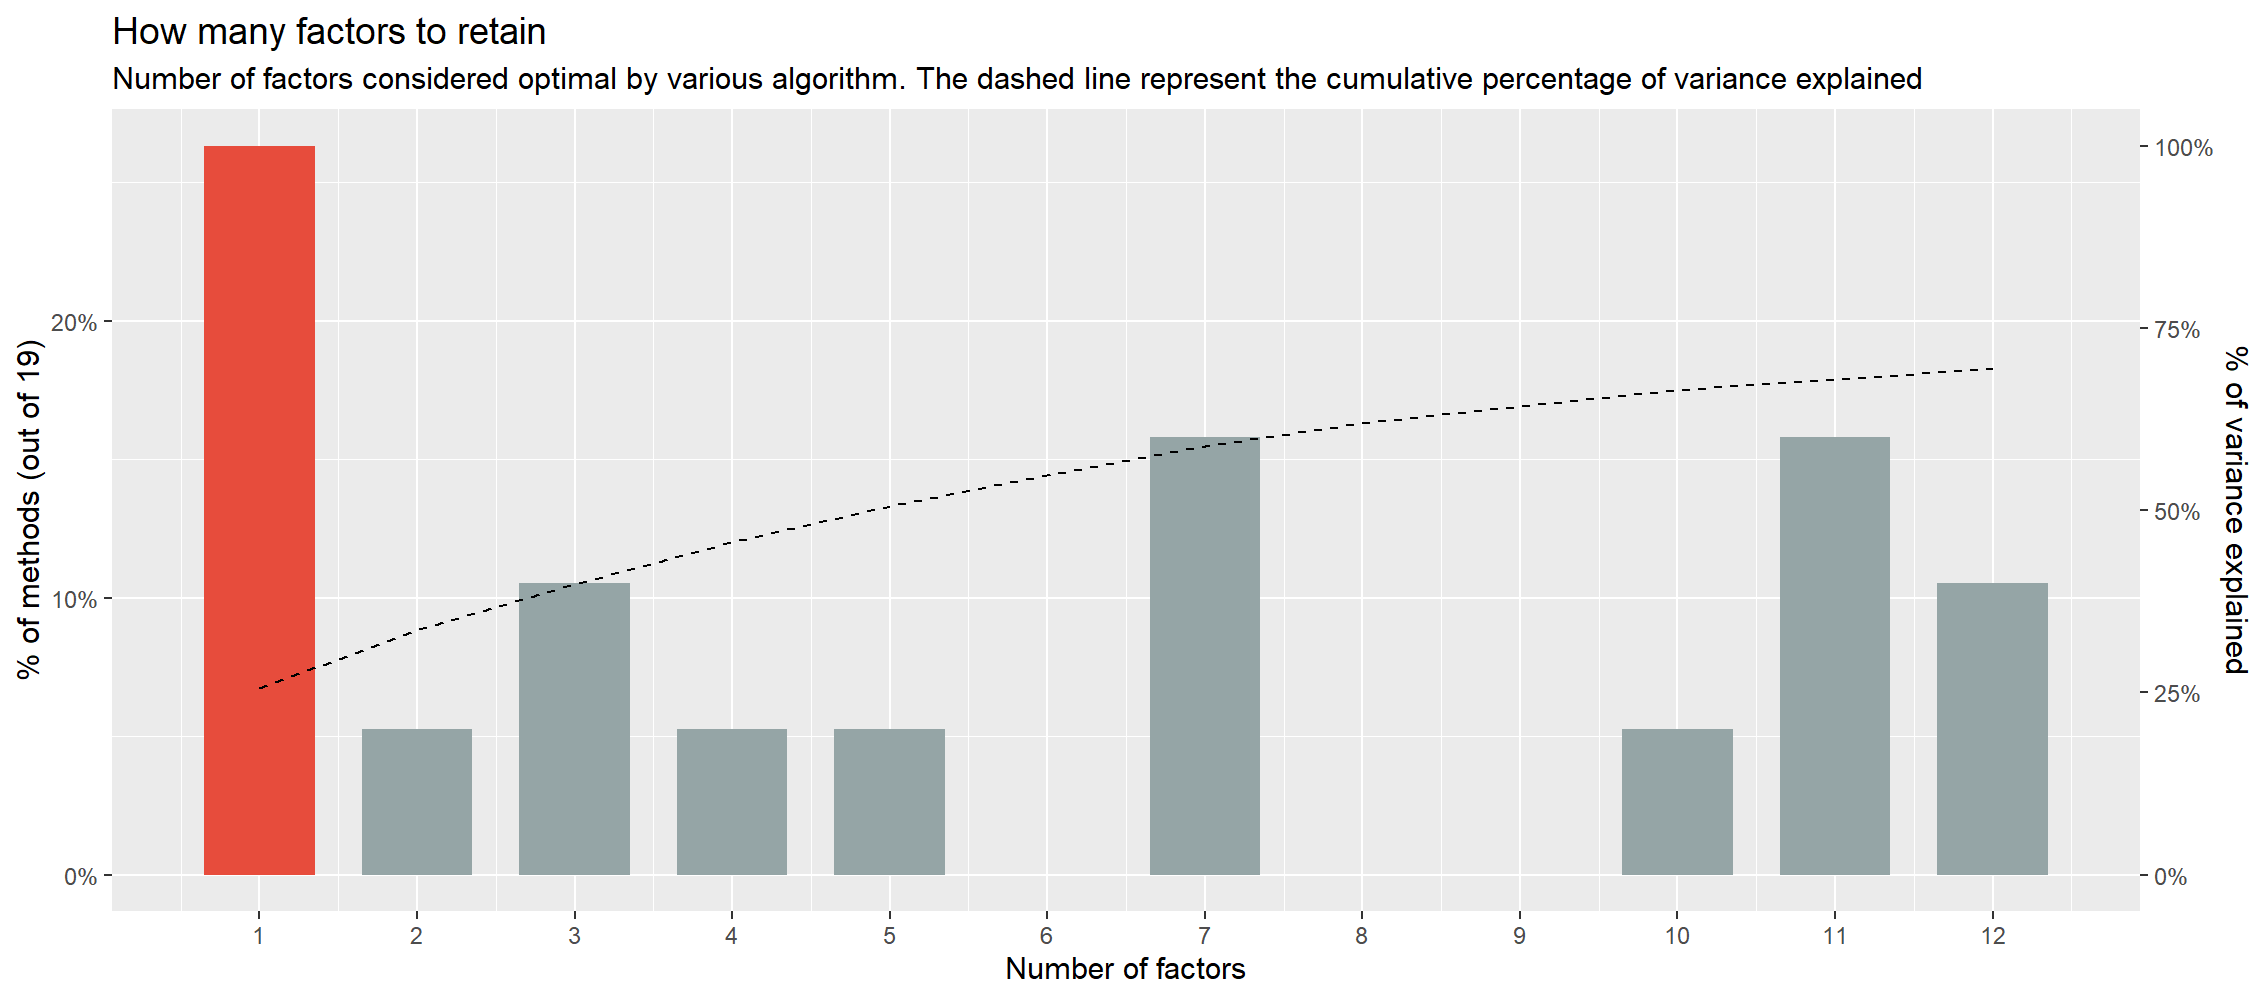 How many factors to retain
Number of factors considered optimal by various algorithm. The dashed line represent the cumulative percentage of variance explained
% of methods (out of 19)
20%
10%
0%
100%
75%
50%
25%
0%
% of variance explained
1 2 3 4 5 6 7 8 9 10 11 12
Number of factors